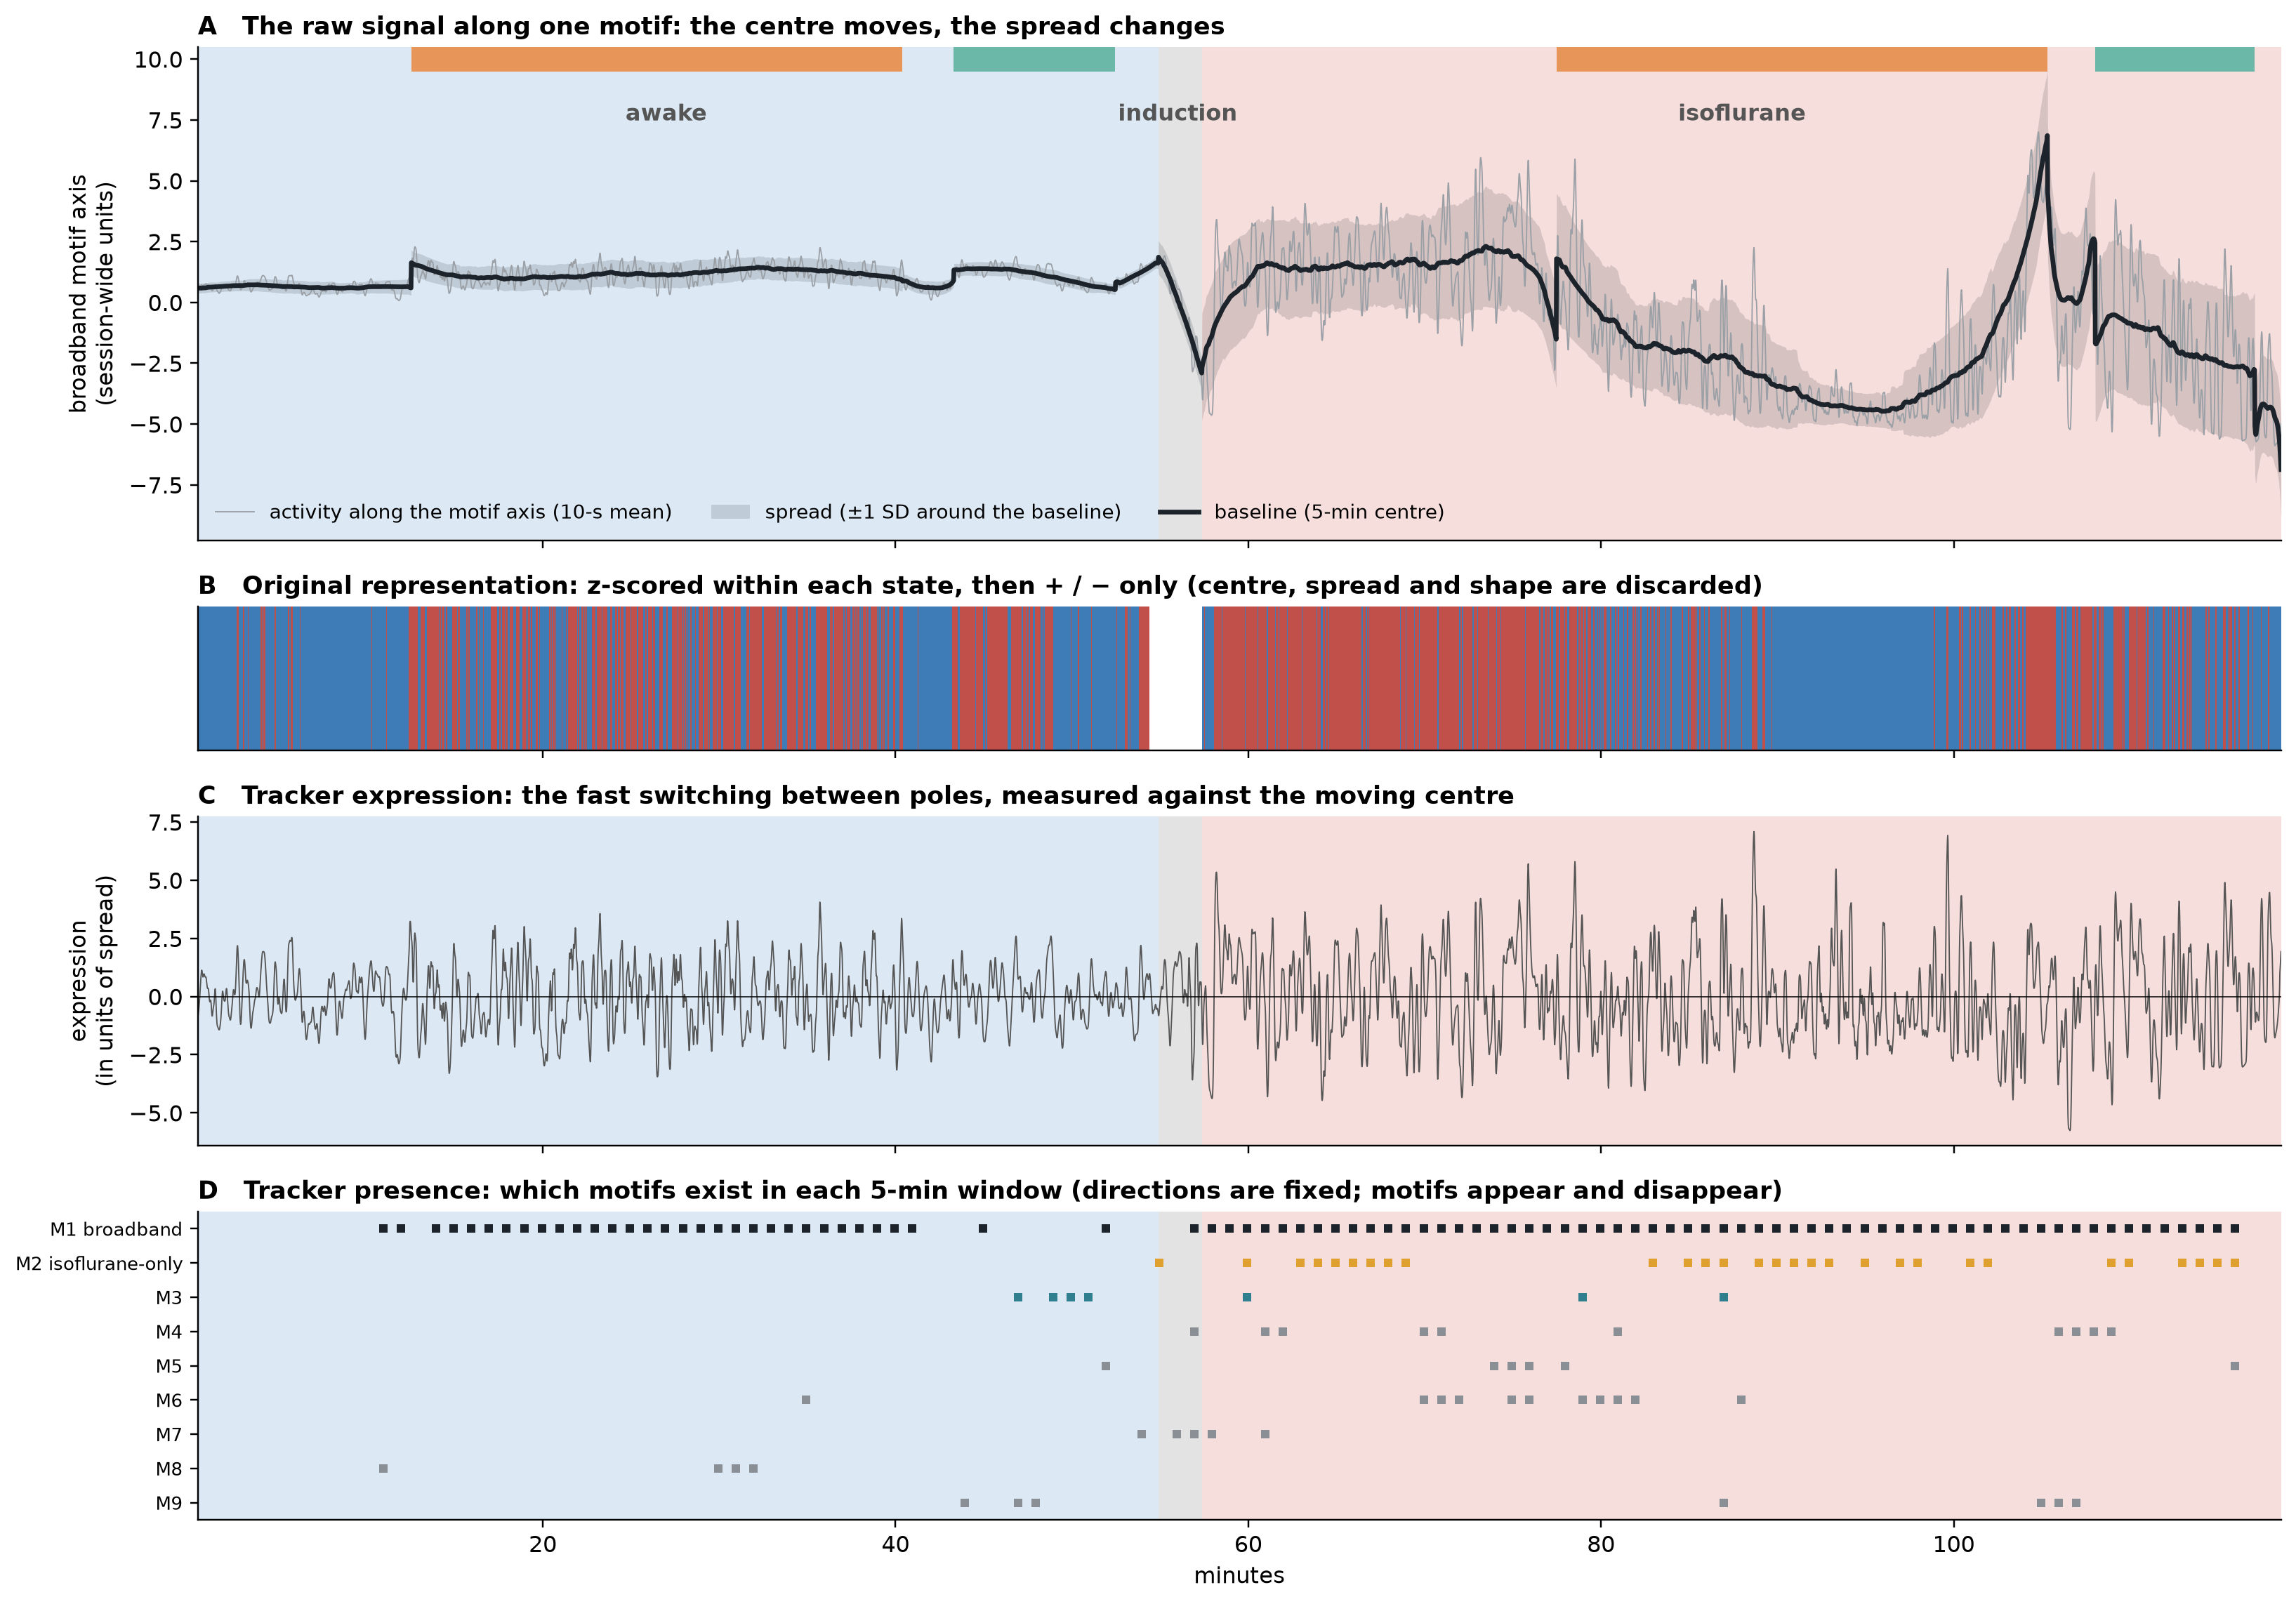 A The raw signal along one motif: the centre moves, the spread changes
10.0
7.5
5.0
2.5
0.0
−2.5
−5.0
−7.5
broadband motif axis
(session-wide units)
awake
induction
isoflurane
activity along the motif axis (10-s mean)
spread (±1 SD around the baseline)
baseline (5-min centre)
B Original representation: z-scored within each state, then + / − only (centre, spread and shape are discarded)
C Tracker expression: the fast switching between poles, measured against the moving centre
7.5
5.0
2.5
0.0
−2.5
−5.0
expression
(in units of spread)
D Tracker presence: which motifs exist in each 5-min window (directions are fixed; motifs appear and disappear)
M1 broadband
M2 isoflurane-only
M3
M4
M5
M6
M7
M8
M9
20 40 60 80 100
minutes